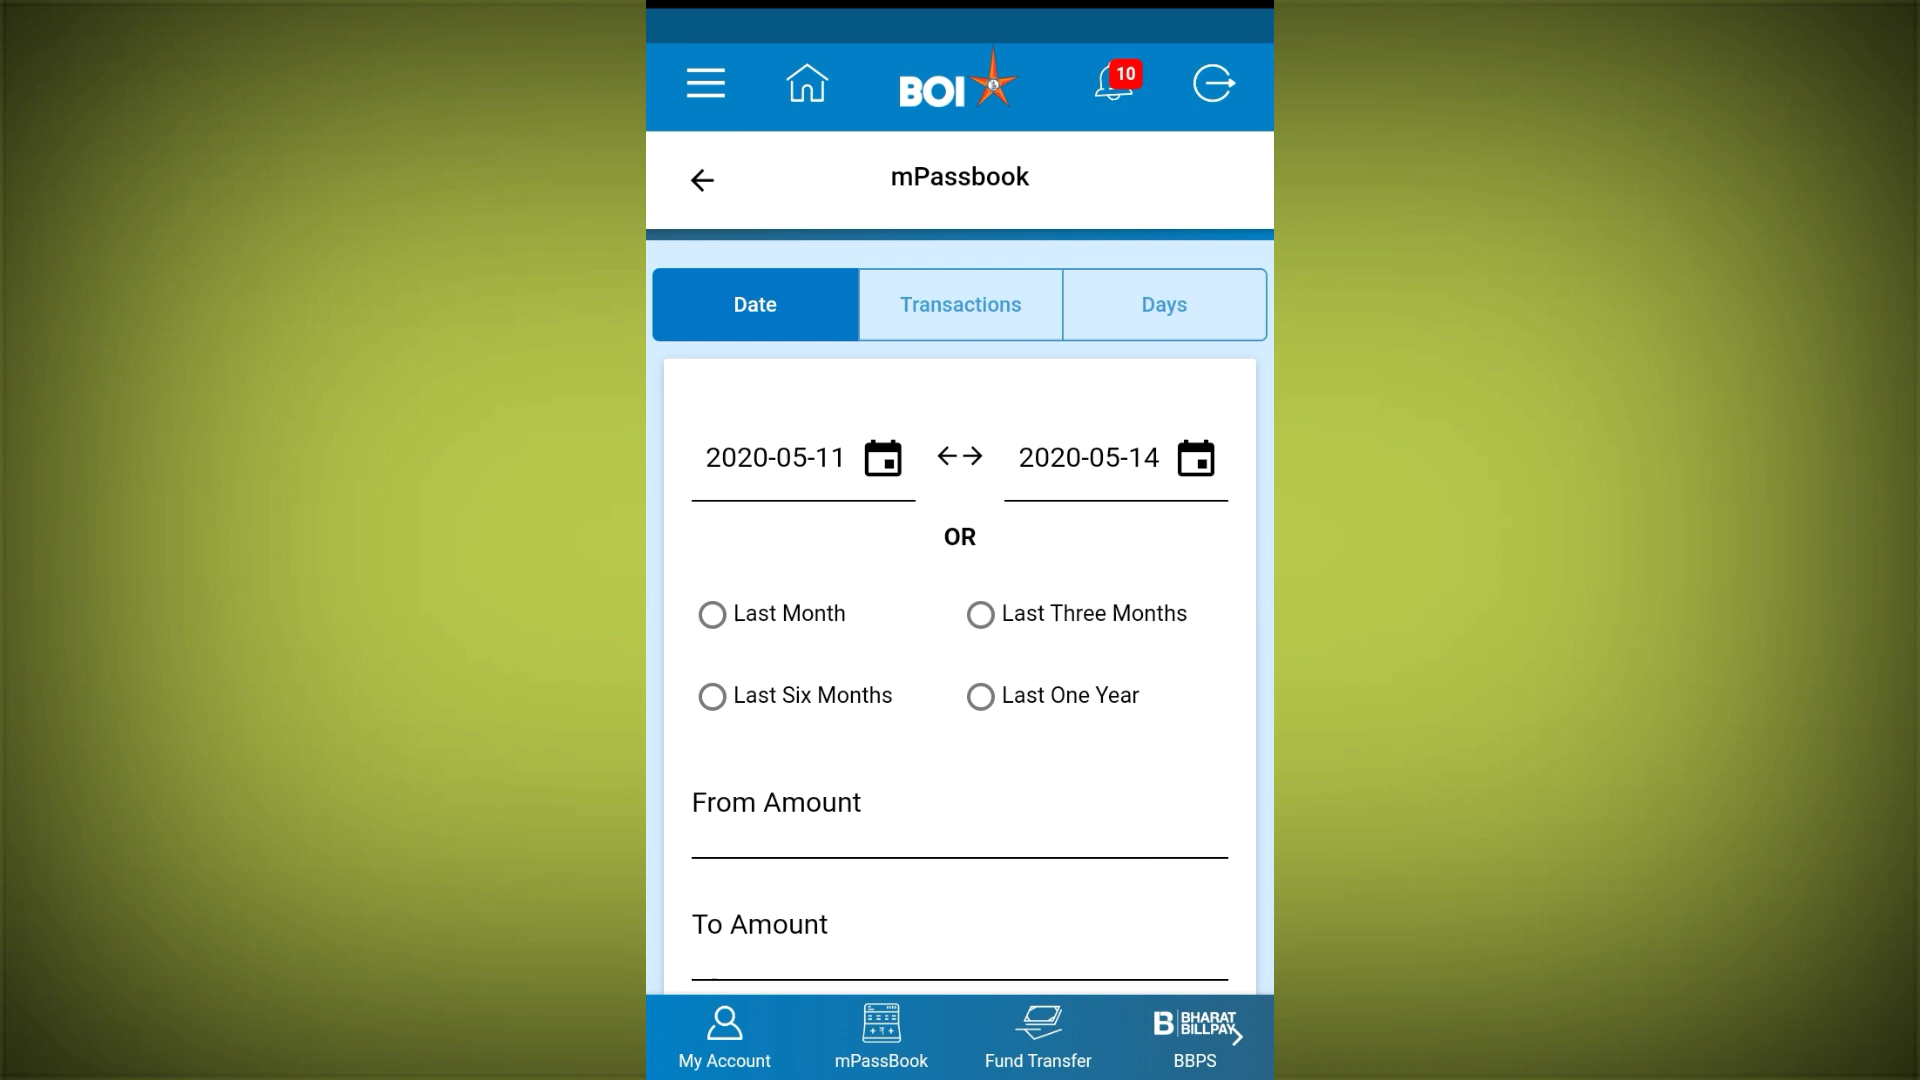 BOI
10
mPassbook
Date
Transactions
Days
2020-05-11
2020-05-14
OR
Last Month
Last Three Months
Last Six Months
Last One Year
From Amount
To Amount
B BHARAT
BILLPAY
My Account
mPassBook
Fund Transfer
BBPS